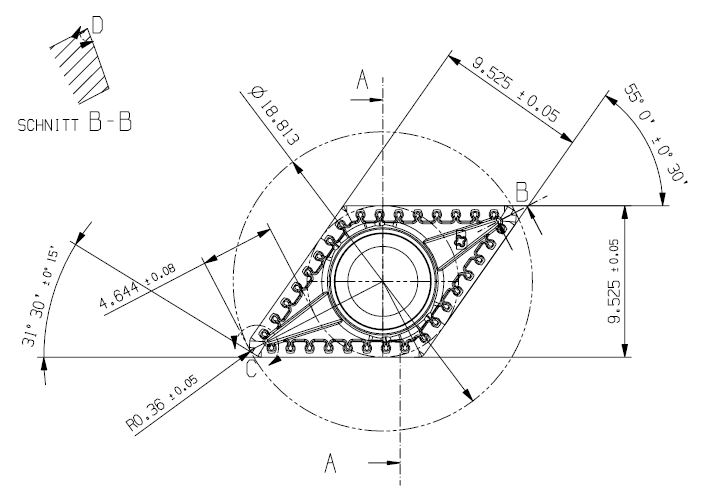 D
SCHNITT B-B
A
Ø18.813
9.525 ±0.05
55° 0' ±0° 30'
B
9.525 ±0.05
4.644 ±0.08
31° 30' ±0° 15'
C
R0.36 ±0.05
A